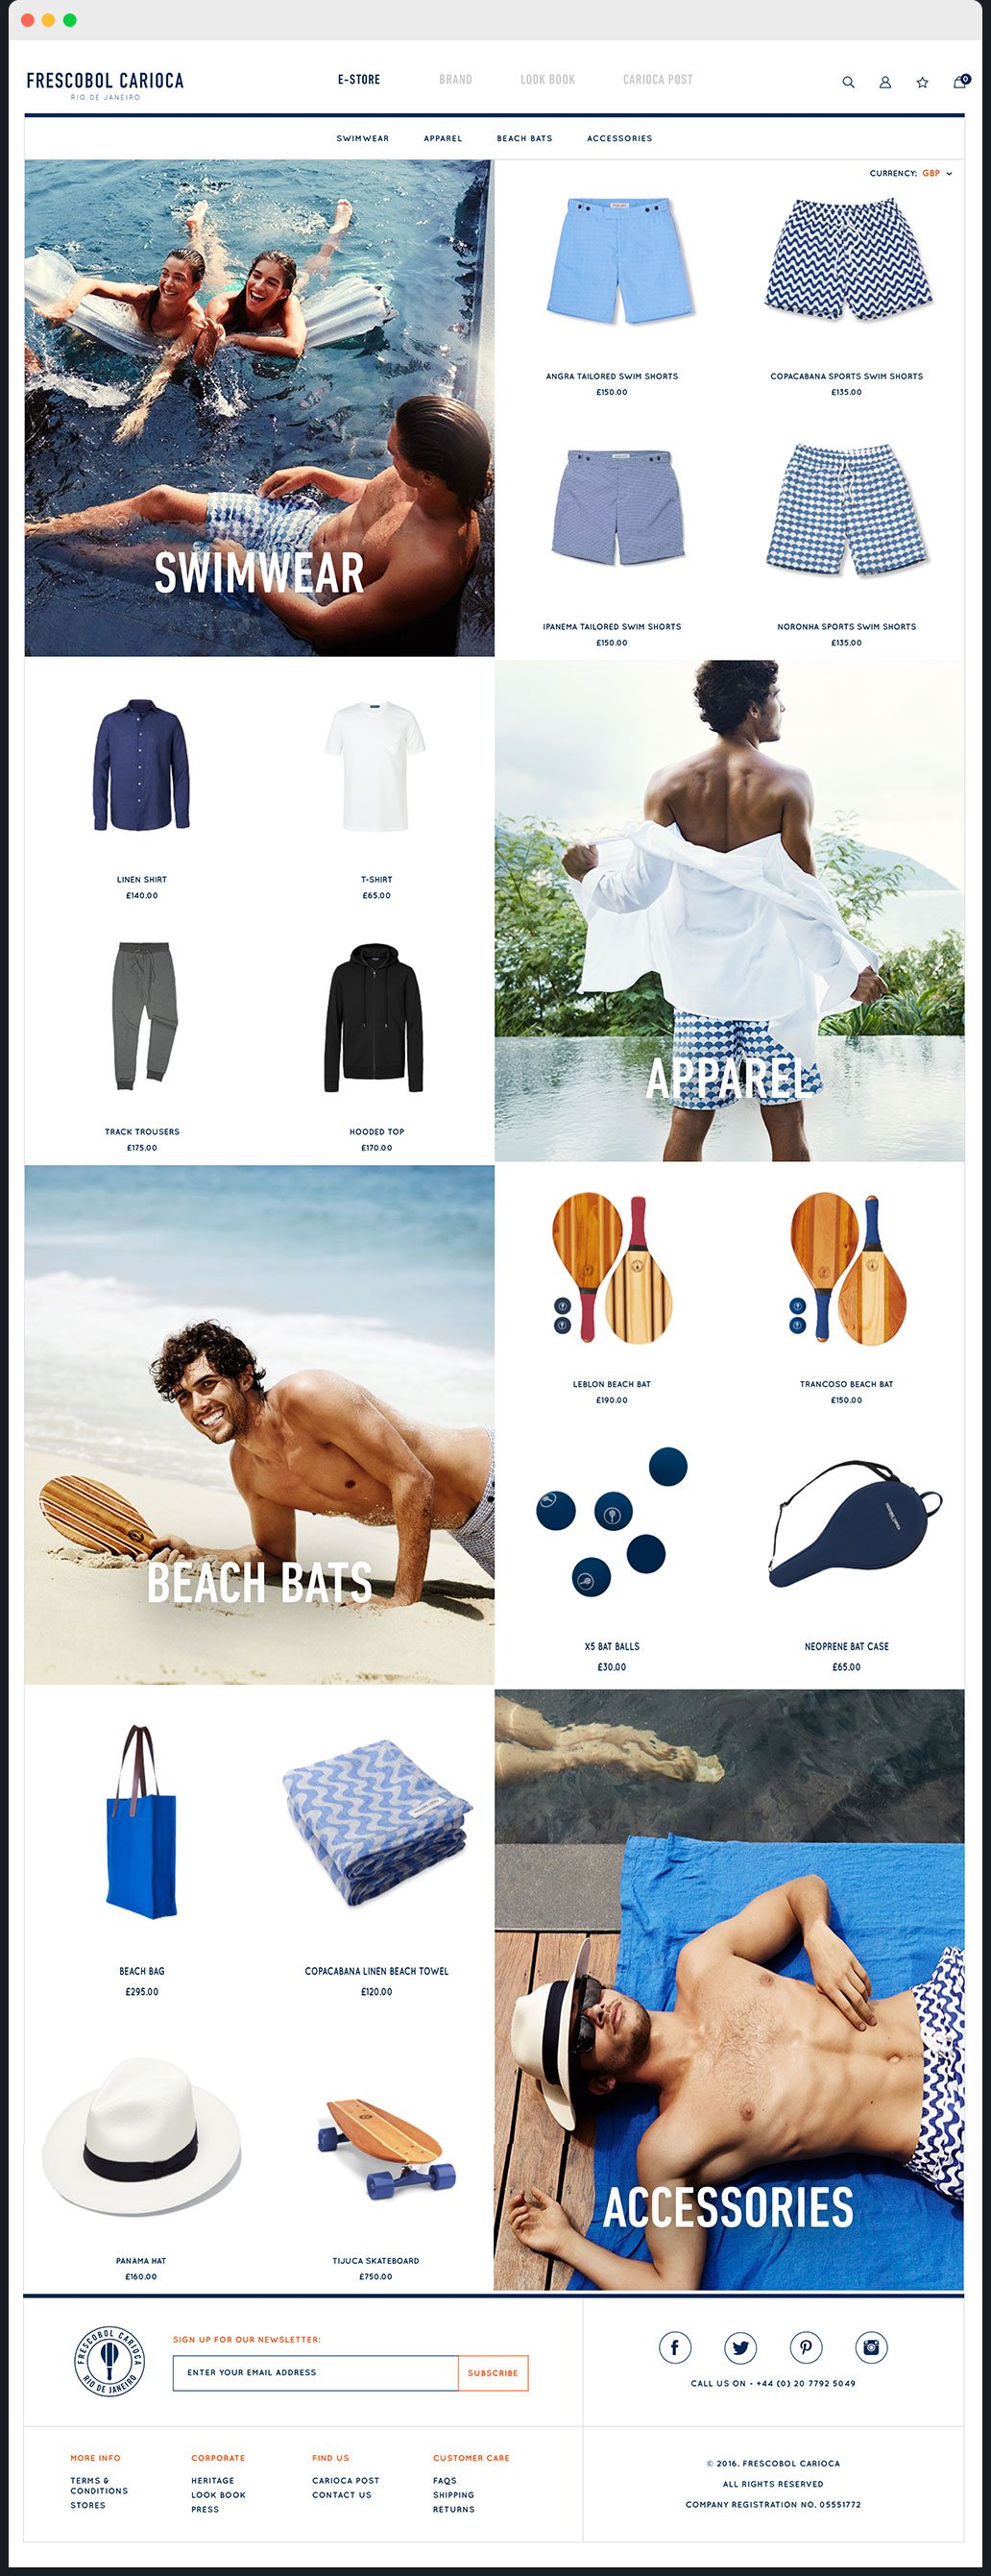 FRESCOBOL CARIOCA
RIO DE JANEIRO
E-STORE
BRAND
LOOK BOOK
CARIOCA POST
0
SWIMWEAR
APPAREL
BEACH BATS
ACCESSORIES
CURRENCY: GBP
SWIMWEAR
ANGRA TAILORED SWIM SHORTS
£150.00
COPACABANA SPORTS SWIM SHORTS
£135.00
IPANEMA TAILORED SWIM SHORTS
£150.00
NORONHA SPORTS SWIM SHORTS
£135.00
LINEN SHIRT
£140.00
T-SHIRT
£65.00
TRACK TROUSERS
£175.00
HOODED TOP
£170.00
APPAREL
BEACH BATS
LEBLON BEACH BAT
£190.00
TRANCOSO BEACH BAT
£150.00
X5 BAT BALLS
£30.00
NEOPRENE BAT CASE
£65.00
BEACH BAG
£295.00
COPACABANA LINEN BEACH TOWEL
£120.00
PANAMA HAT
£160.00
TIJUCA SKATEBOARD
£750.00
ACCESSORIES
FRESCOBOL CARIOCA
RIO DE JANEIRO
SIGN UP FOR OUR NEWSLETTER:
ENTER YOUR EMAIL ADDRESS
SUBSCRIBE
CALL US ON - +44 (0) 20 7792 5049
MORE INFO
TERMS &
CONDITIONS
STORES
CORPORATE
HERITAGE
LOOK BOOK
PRESS
FIND US
CARIOCA POST
CONTACT US
CUSTOMER CARE
FAQS
SHIPPING
RETURNS
© 2016. FRESCOBOL CARIOCA
ALL RIGHTS RESERVED
COMPANY REGISTRATION NO. 05551772